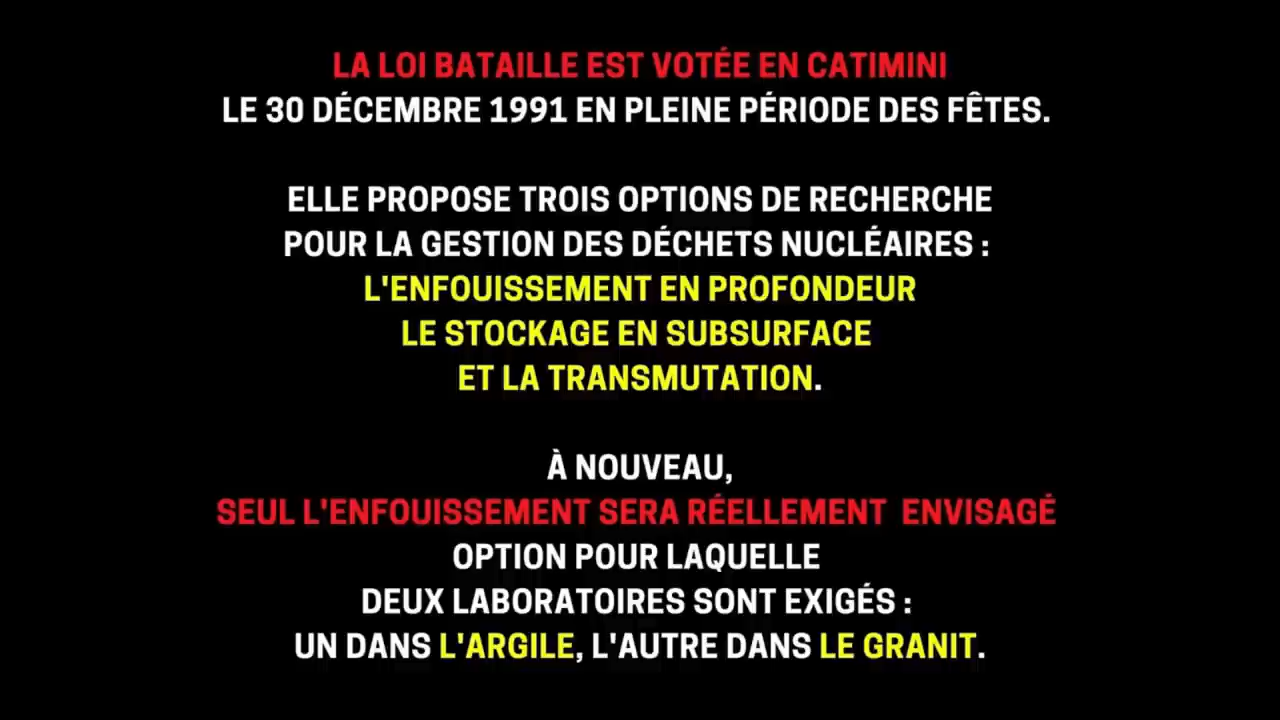 LA LOI BATAILLE EST VOTÉE EN CATIMINI
LE 30 DÉCEMBRE 1991 EN PLEINE PÉRIODE DES FÊTES.
ELLE PROPOSE TROIS OPTIONS DE RECHERCHE
POUR LA GESTION DES DÉCHETS NUCLÉAIRES :
L'ENFOUISSEMENT EN PROFONDEUR
LE STOCKAGE EN SUBSURFACE
ET LA TRANSMUTATION.
À NOUVEAU,
SEUL L'ENFOUISSEMENT SERA RÉELLEMENT ENVISAGÉ
OPTION POUR LAQUELLE
DEUX LABORATOIRES SONT EXIGÉS :
UN DANS L'ARGILE, L'AUTRE DANS LE GRANIT.